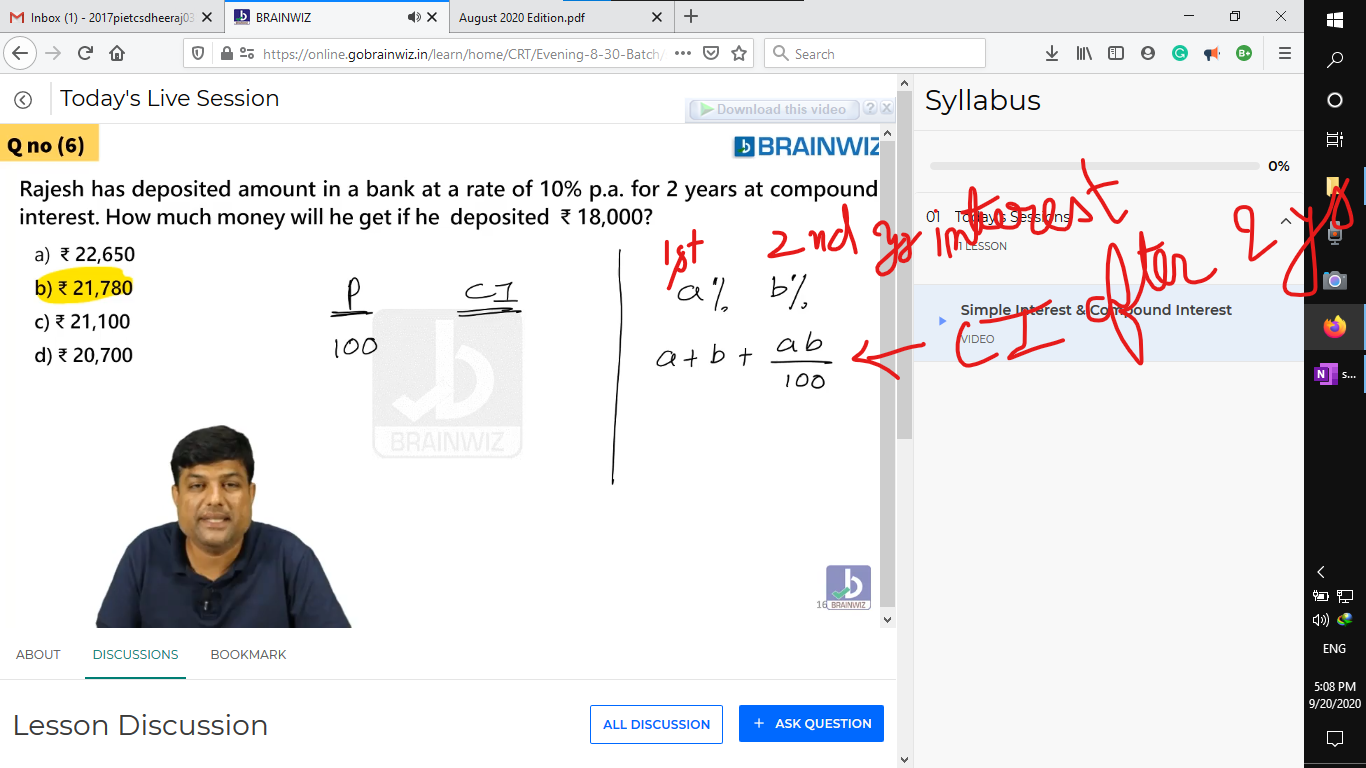 Inbox (1) - 2017pietcsdheeraj03
BRAINWIZ
August 2020 Edition.pdf
https://online.gobrainwiz.in/learn/home/CRT/Evening-8-30-Batch/
Search
Today's Live Session
Download this video
Syllabus
Q no (6)
BRAINWIZ
0%
Rajesh has deposited amount in a bank at a rate of 10% p.a. for 2 years at compound
interest. How much money will he get if he deposited ₹ 18,000?
01 Today's Sessions
1 LESSON
a) ₹ 22,650
b) ₹ 21,780
c) ₹ 21,100
d) ₹ 20,700
P CI
100
1st 2nd yr interest
a% b%
a + b + ab/100 ← CI after 2 ys
Simple Interest & Compound Interest
VIDEO
BRAINWIZ
16 BRAINWIZ
ABOUT DISCUSSIONS BOOKMARK
Lesson Discussion
ALL DISCUSSION
+ ASK QUESTION
N s...
ENG
5:08 PM
9/20/2020